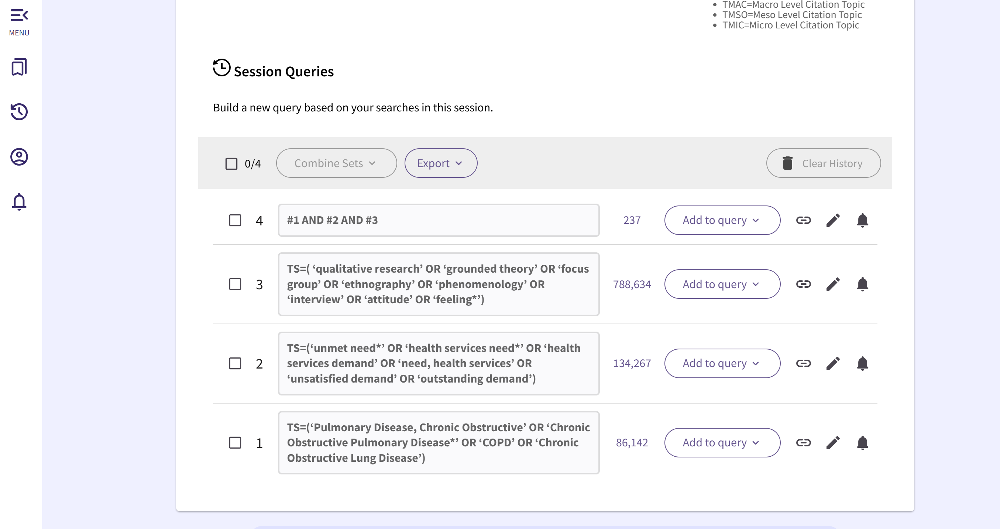 MENU
• TMAC=Macro Level Citation Topic
• TMSO=Meso Level Citation Topic
• TMIC=Micro Level Citation Topic
Session Queries
Build a new query based on your searches in this session.
0/4 Combine Sets Export Clear History
4 #1 AND #2 AND #3 237 Add to query
TS=( ‘qualitative research’ OR ‘grounded theory’ OR ‘focus
3 group’ OR ‘ethnography’ OR ‘phenomenology’ OR 788,634 Add to query
‘interview’ OR ‘attitude’ OR ‘feeling*’)
TS=(‘unmet need*’ OR ‘health services need*’ OR ‘health
2 services demand’ OR ‘need, health services’ OR 134,267 Add to query
‘unsatisfied demand’ OR ‘outstanding demand’)
TS=(‘Pulmonary Disease, Chronic Obstructive’ OR ‘Chronic
1 Obstructive Pulmonary Disease*’ OR ‘COPD’ OR ‘Chronic 86,142 Add to query
Obstructive Lung Disease’)